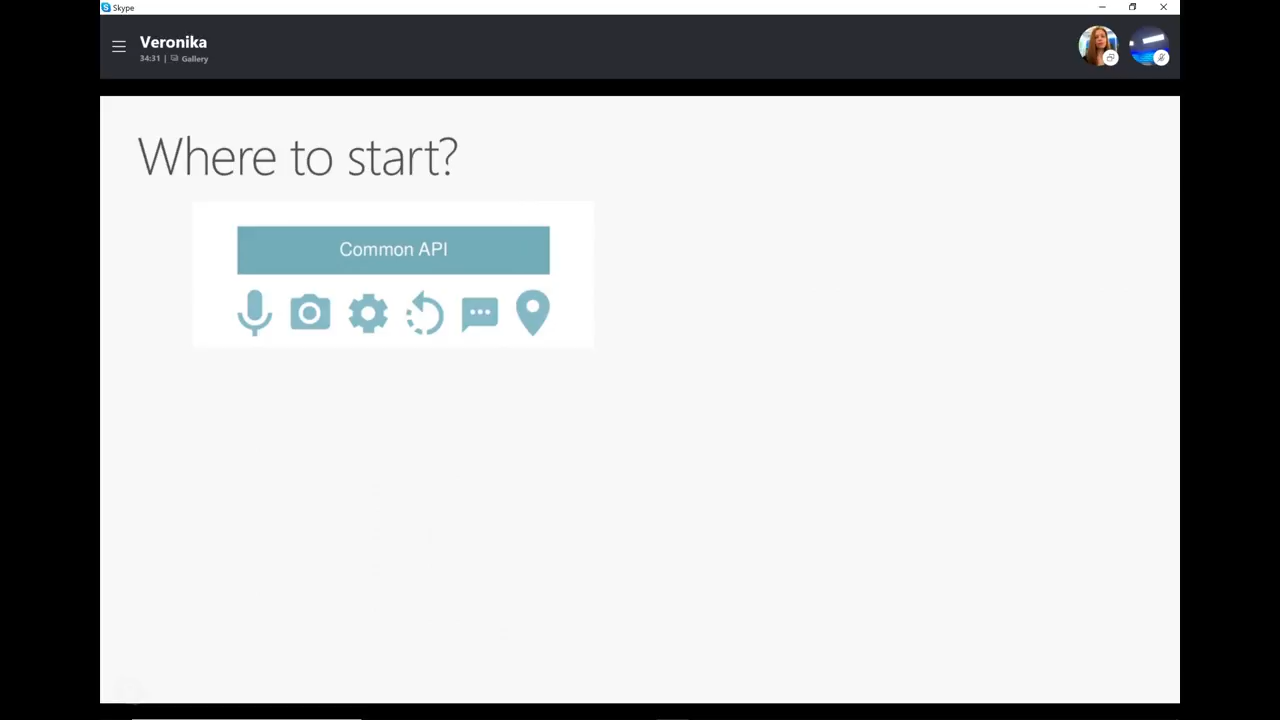 Skype
Veronika
34:31 | Gallery
Where to start?
Common API